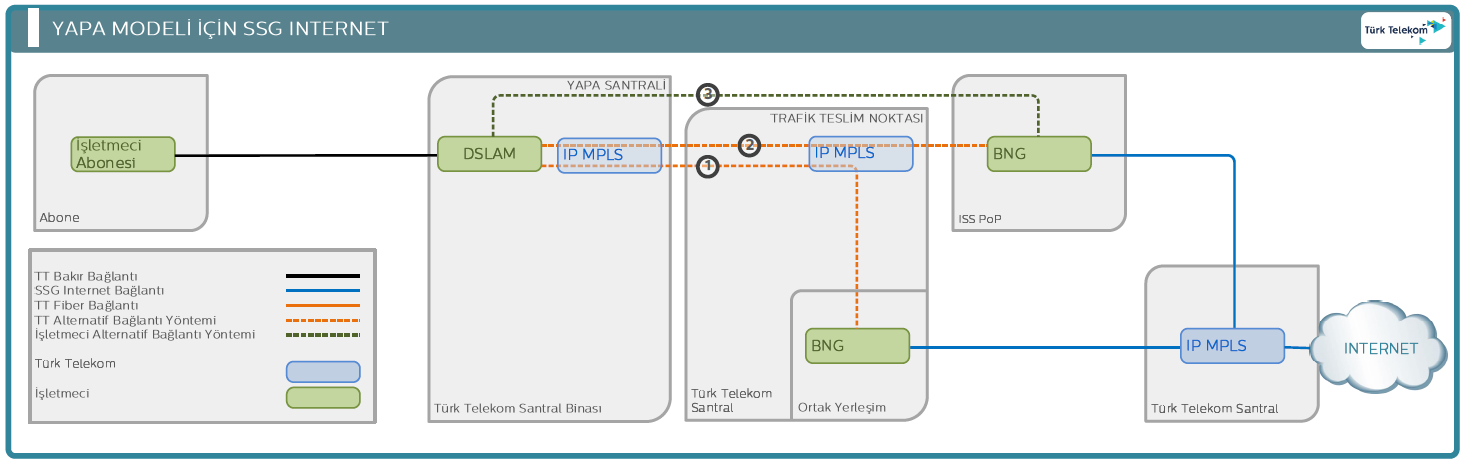 YAPA MODELİ İÇİN SSG INTERNET
Türk Telekom
YAPA SANTRALİ
3
TRAFİK TESLİM NOKTASI
İşletmeci
Abonesi
DSLAM
IP MPLS
2
1
IP MPLS
BNG
Abone
ISS PoP
TT Bakır Bağlantı
SSG Internet Bağlantı
TT Fiber Bağlantı
TT Alternatif Bağlantı Yöntemi
İşletmeci Alternatif Bağlantı Yöntemi
Türk Telekom
İşletmeci
BNG
IP MPLS
INTERNET
Türk Telekom Santral Binası
Türk Telekom
Santral
Ortak Yerleşim
Türk Telekom Santral